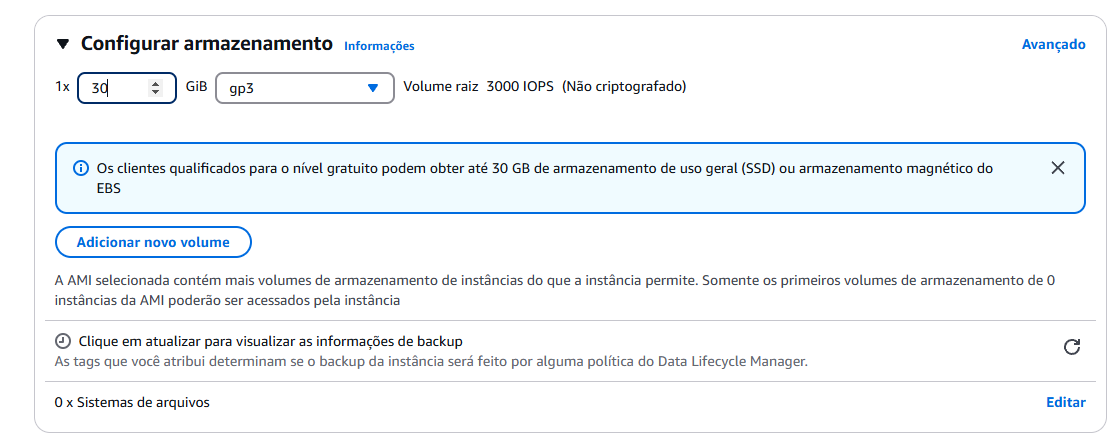 Configurar armazenamento Informações Avançado
1x 30 GiB gp3 Volume raiz 3000 IOPS (Não criptografado)
Os clientes qualificados para o nível gratuito podem obter até 30 GB de armazenamento de uso geral (SSD) ou armazenamento magnético do
EBS
Adicionar novo volume
A AMI selecionada contém mais volumes de armazenamento de instâncias do que a instância permite. Somente os primeiros volumes de armazenamento de 0
instâncias da AMI poderão ser acessados pela instância
Clique em atualizar para visualizar as informações de backup
As tags que você atribui determinam se o backup da instância será feito por alguma política do Data Lifecycle Manager.
0 x Sistemas de arquivos Editar